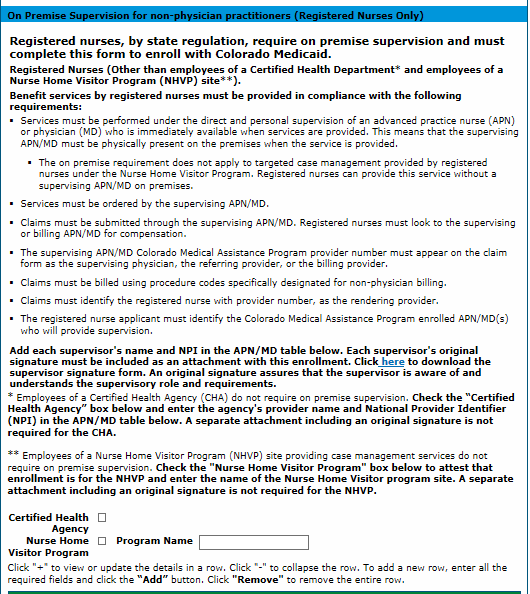 On Premise Supervision for non-physician practitioners (Registered Nurses Only)
Registered nurses, by state regulation, require on premise supervision and must
complete this form to enroll with Colorado Medicaid.
Registered Nurses (Other than employees of a Certified Health Department* and employees of a
Nurse Home Visitor Program (NHVP) site**).
Benefit services by registered nurses must be provided in compliance with the following
requirements:
▪ Services must be performed under the direct and personal supervision of an advanced practice nurse (APN)
or physician (MD) who is immediately available when services are provided. This means that the supervising
APN/MD must be physically present on the premises when the service is provided.
▪ The on premise requirement does not apply to targeted case management provided by registered
nurses under the Nurse Home Visitor Program. Registered nurses can provide this service without a
supervising APN/MD on premises.
▪ Services must be ordered by the supervising APN/MD.
▪ Claims must be submitted through the supervising APN/MD. Registered nurses must look to the supervising
or billing APN/MD for compensation.
▪ The supervising APN/MD Colorado Medical Assistance Program provider number must appear on the claim
form as the supervising physician, the referring provider, or the billing provider.
▪ Claims must be billed using procedure codes specifically designated for non-physician billing.
▪ Claims must identify the registered nurse with provider number, as the rendering provider.
▪ The registered nurse applicant must identify the Colorado Medical Assistance Program enrolled APN/MD(s)
who will provide supervision.
Add each supervisor's name and NPI in the APN/MD table below. Each supervisor's original
signature must be included as an attachment with this enrollment. Click here to download the
supervisor signature form. An original signature assures that the supervisor is aware of and
understands the supervisory role and requirements.
* Employees of a Certified Health Agency (CHA) do not require on premise supervision. Check the “Certified
Health Agency” box below and enter the agency's provider name and National Provider Identifier
(NPI) in the APN/MD table below. A separate attachment including an original signature is not
required for the CHA.
** Employees of a Nurse Home Visitor Program (NHVP) site providing case management services do not
require on premise supervision. Check the "Nurse Home Visitor Program" box below to attest that
enrollment is for the NHVP and enter the name of the Nurse Home Visitor program site. A separate
attachment including an original signature is not required for the NHVP.
Certified Health
Agency
Nurse Home Program Name
Visitor Program
Click "+" to view or update the details in a row. Click "-" to collapse the row. To add a new row, enter all the
required fields and click the “Add” button. Click "Remove" to remove the entire row.